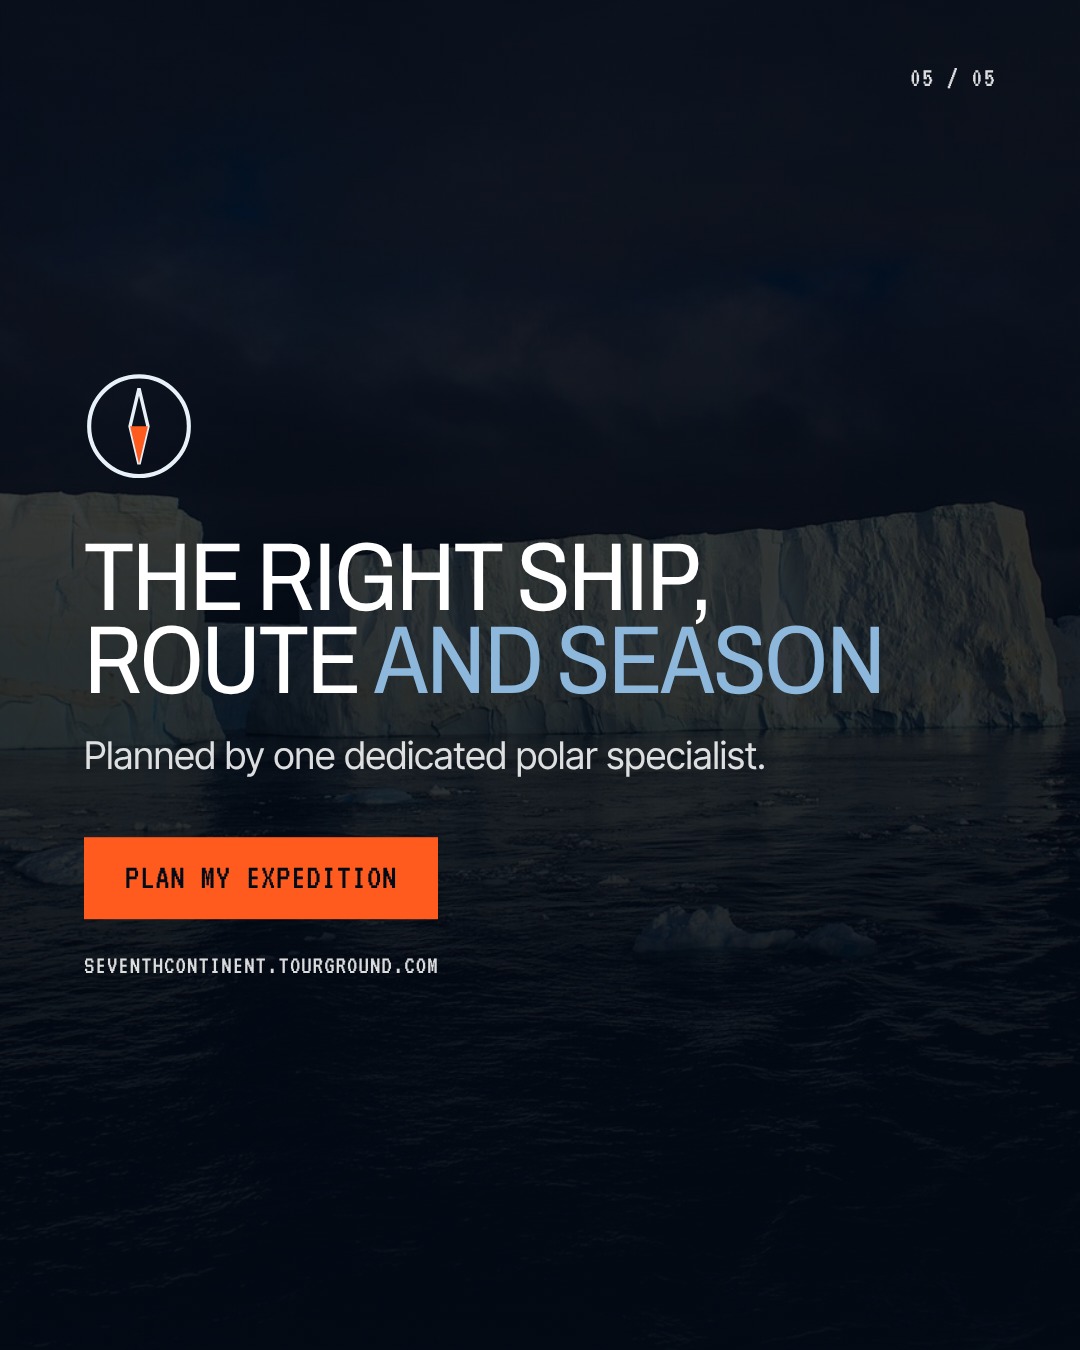 05 / 05
THE RIGHT SHIP,
ROUTE AND SEASON
Planned by one dedicated polar specialist.
PLAN MY EXPEDITION
SEVENTHCONTINENT.TOURGROUND.COM